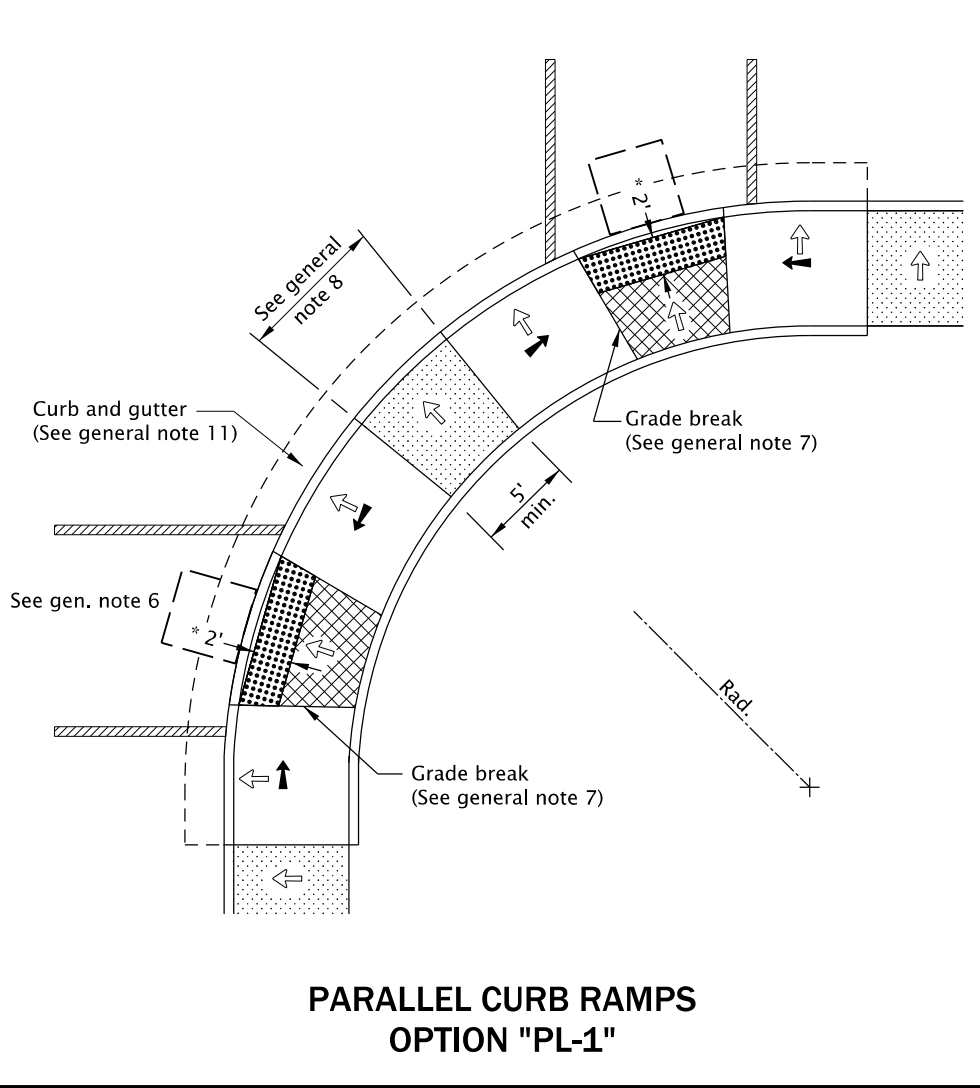 * 2'
See general
note 8
Curb and gutter
(See general note 11)
Grade break
(See general note 7)
5'
min.
See gen. note 6
* 2'
Rad.
Grade break
(See general note 7)
PARALLEL CURB RAMPS
OPTION "PL-1"